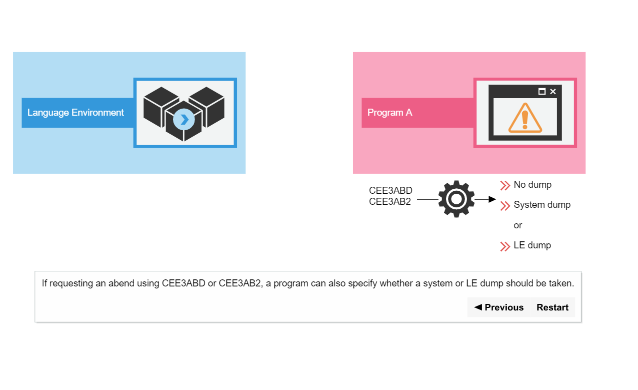 Language Environment
Program A
CEE3ABD
CEE3AB2
No dump
System dump
or
LE dump
If requesting an abend using CEE3ABD or CEE3AB2, a program can also specify whether a system or LE dump should be taken.
Previous
Restart